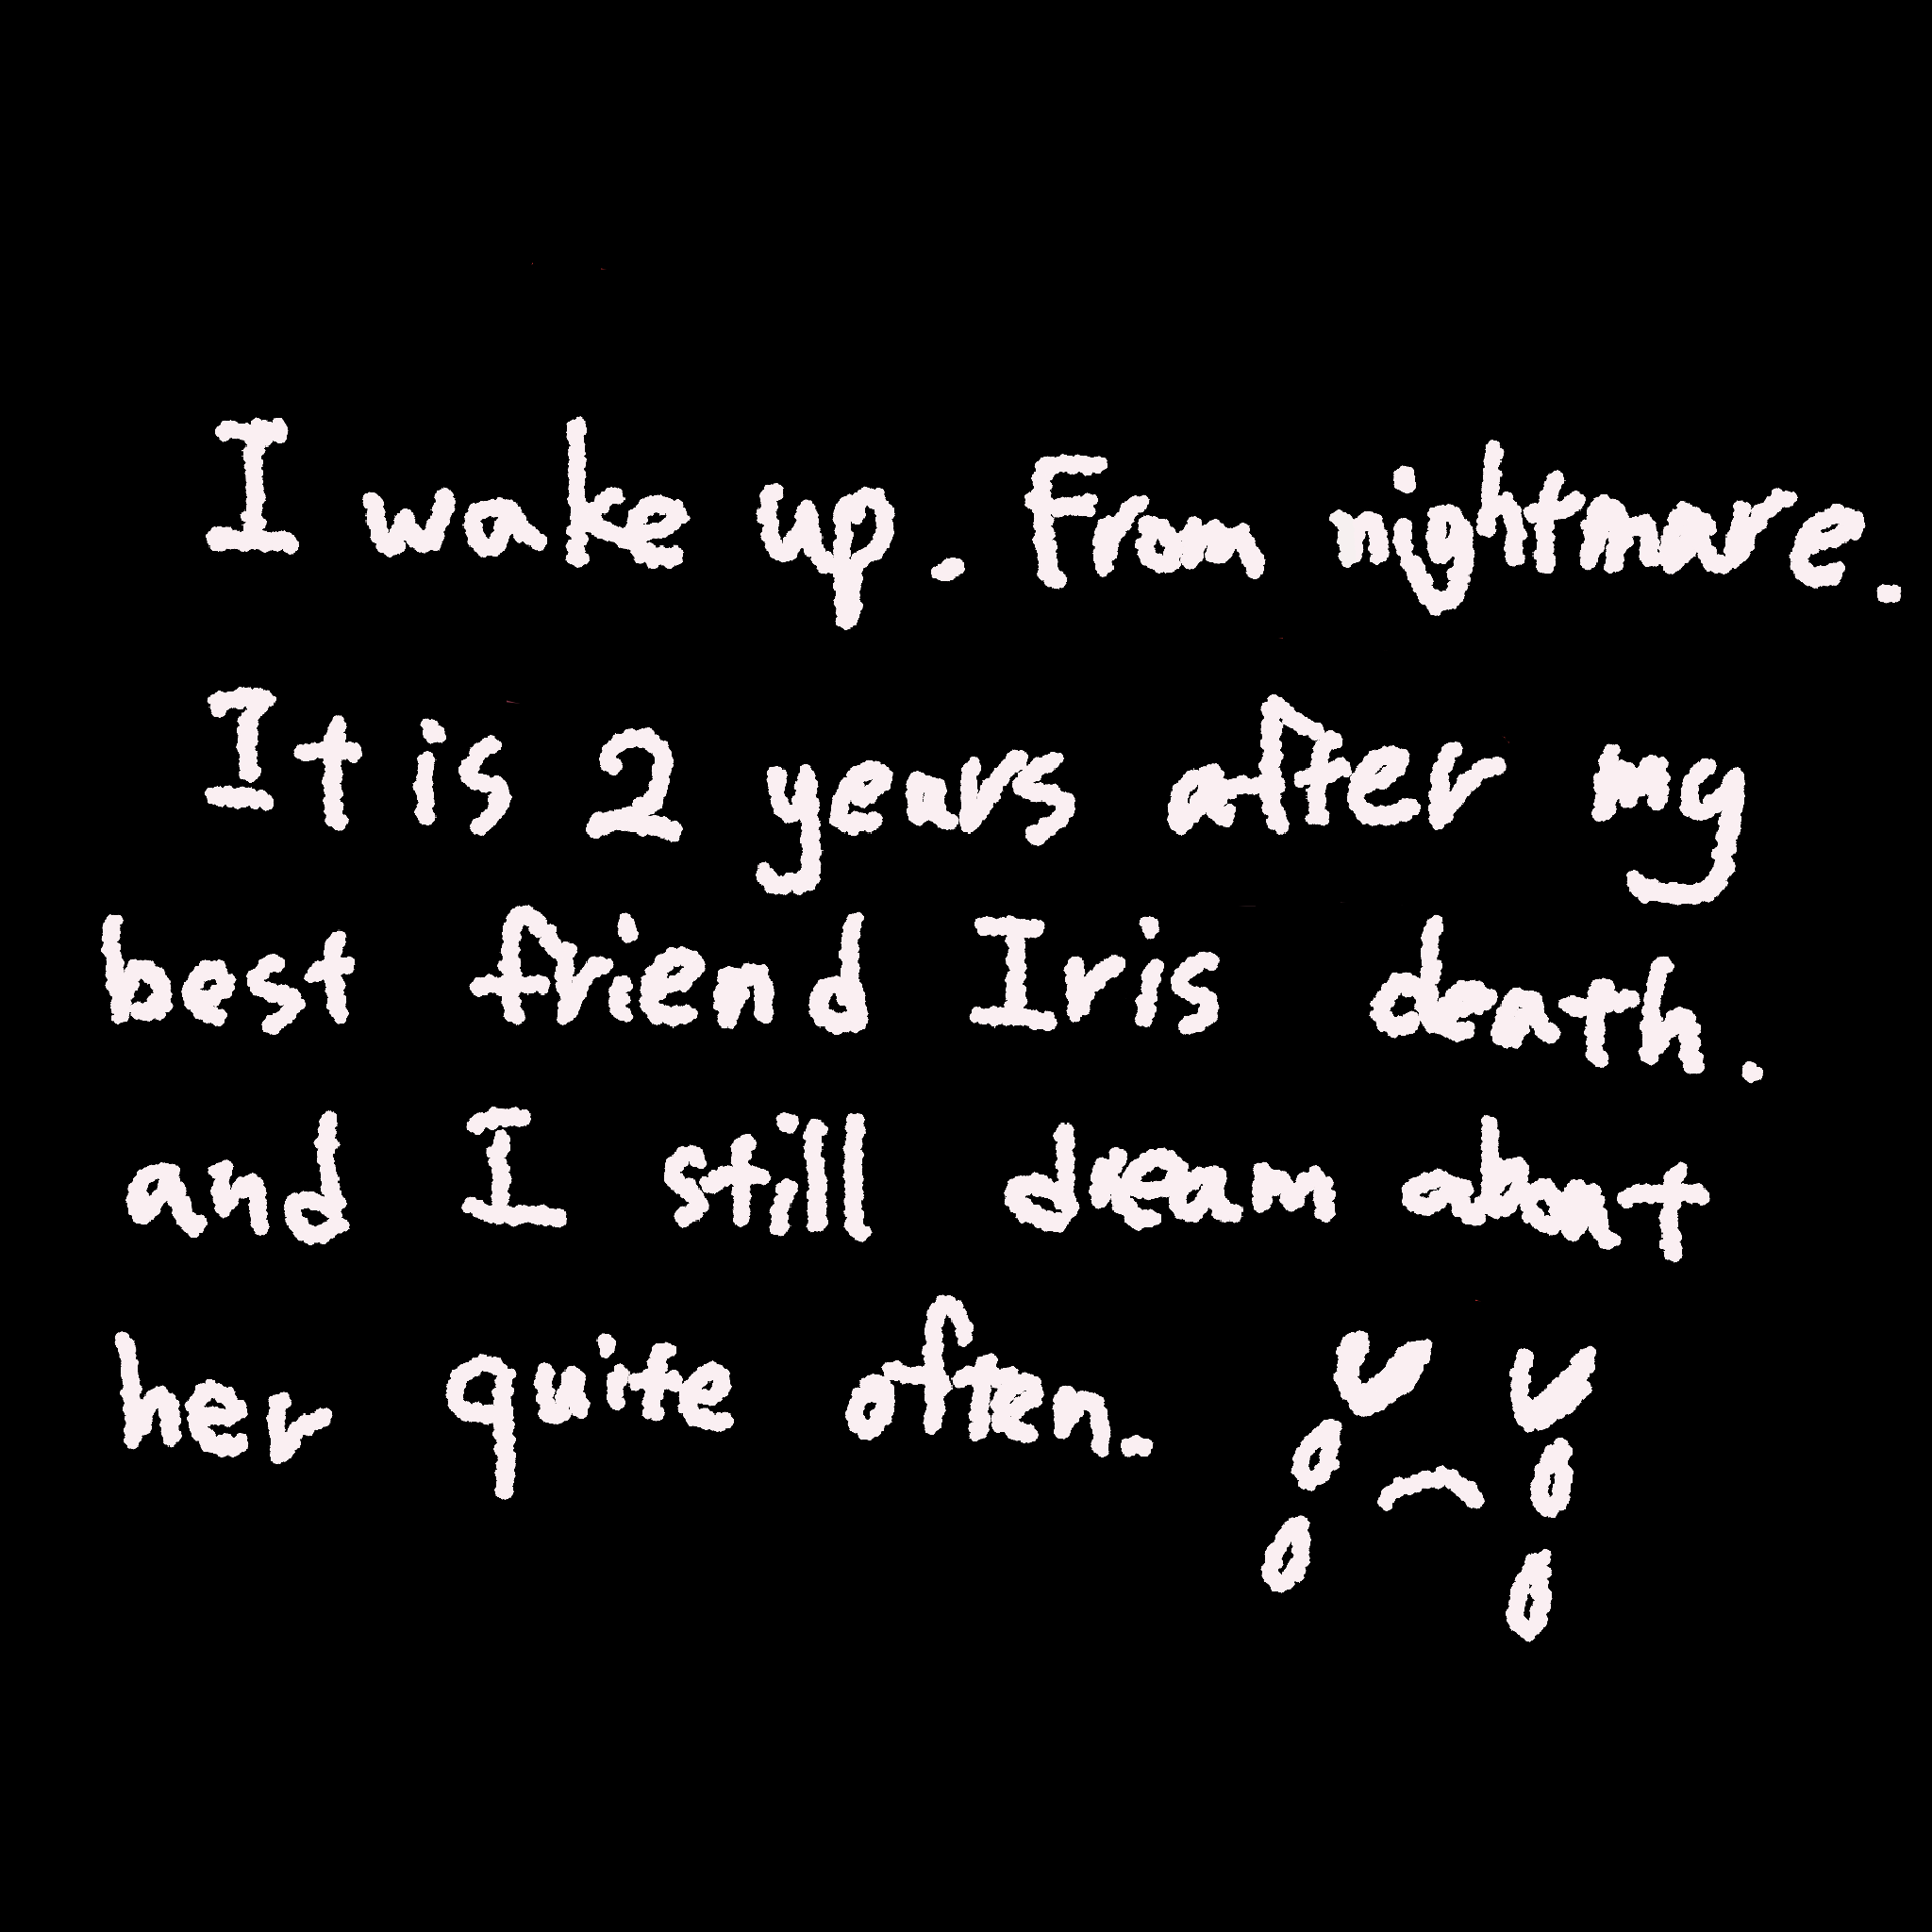 I wake up. From nightmare.
It is 2 years after my
best friend Iris death.
and I still dream about
her quite often.